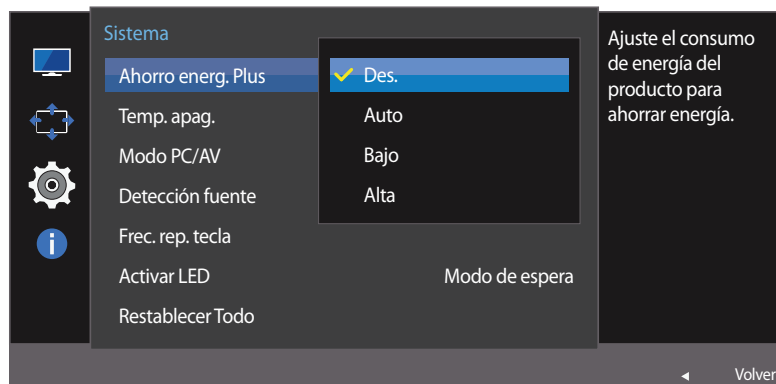 Sistema
Ahorro energ. Plus
Des.
Temp. apag.
Auto
Modo PC/AV
Bajo
Detección fuente
Alta
Frec. rep. tecla
Activar LED
Modo de espera
Restablecer Todo
Ajuste el consumo
de energía del
producto para
ahorrar energía.
Volver